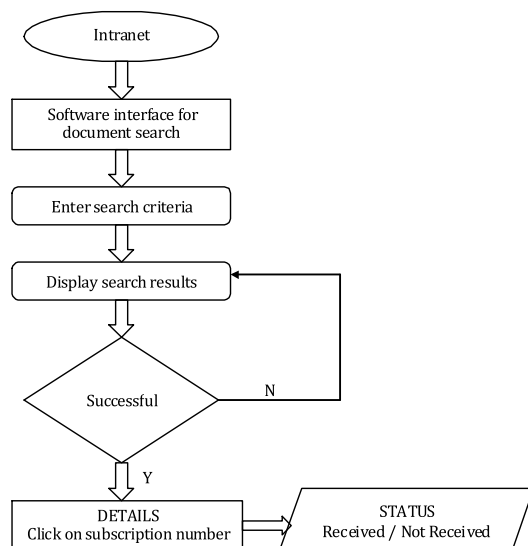 Intranet
Software interface for
document search
Enter search criteria
Display search results
Successful
N
Y
DETAILS
Click on subscription number
STATUS
Received / Not Received